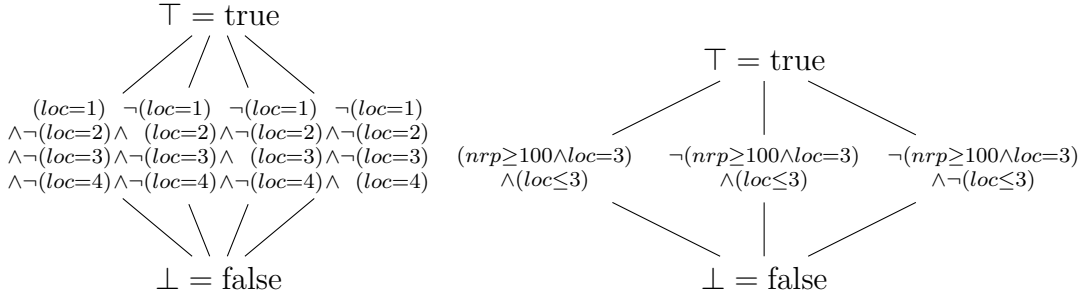 ⊤ = true
(loc=1) ¬(loc=1) ¬(loc=1) ¬(loc=1)
∧¬(loc=2) ∧ (loc=2) ∧¬(loc=2) ∧¬(loc=2)
∧¬(loc=3) ∧¬(loc=3) ∧ (loc=3) ∧¬(loc=3)
∧¬(loc=4) ∧¬(loc=4) ∧¬(loc=4) ∧ (loc=4)
⊥ = false
⊤ = true
(nrp≥100∧loc=3) ¬(nrp≥100∧loc=3) ¬(nrp≥100∧loc=3)
∧(loc≤3) ∧(loc≤3) ∧¬(loc≤3)
⊥ = false